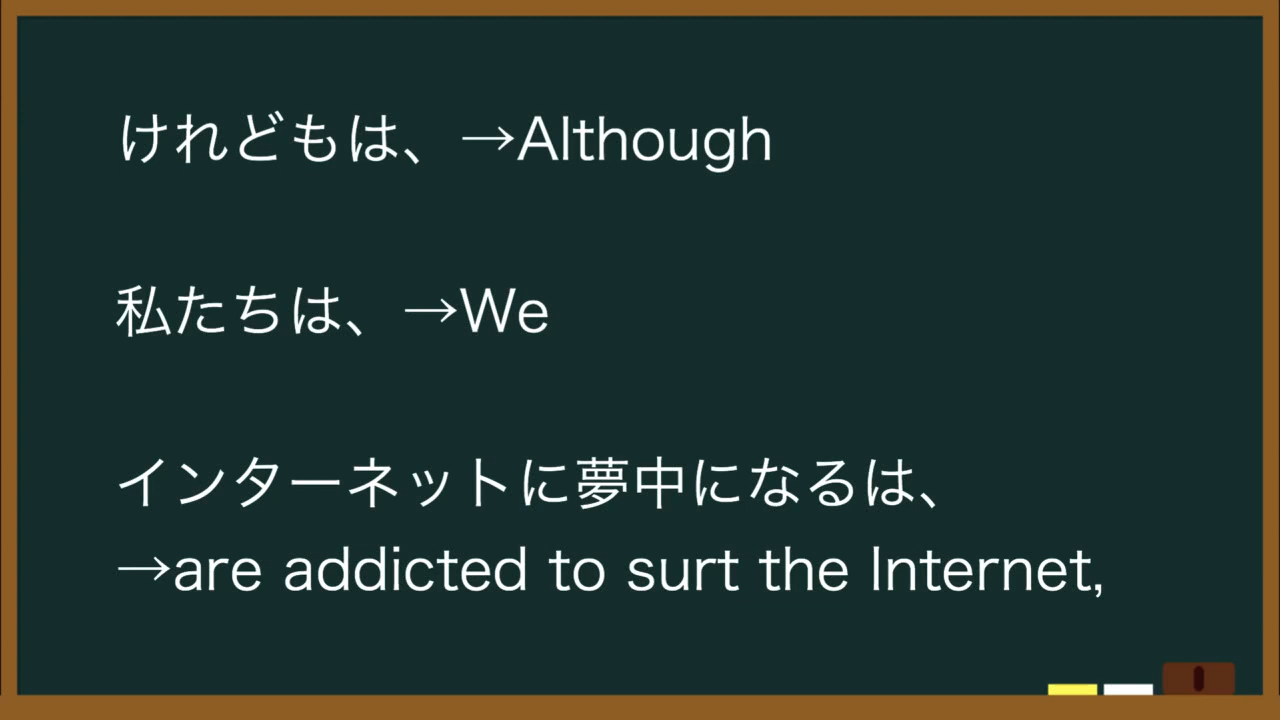 けれどもは、→Although
私たちは、→We
インターネットに夢中になるは、
→are addicted to surt the Internet,